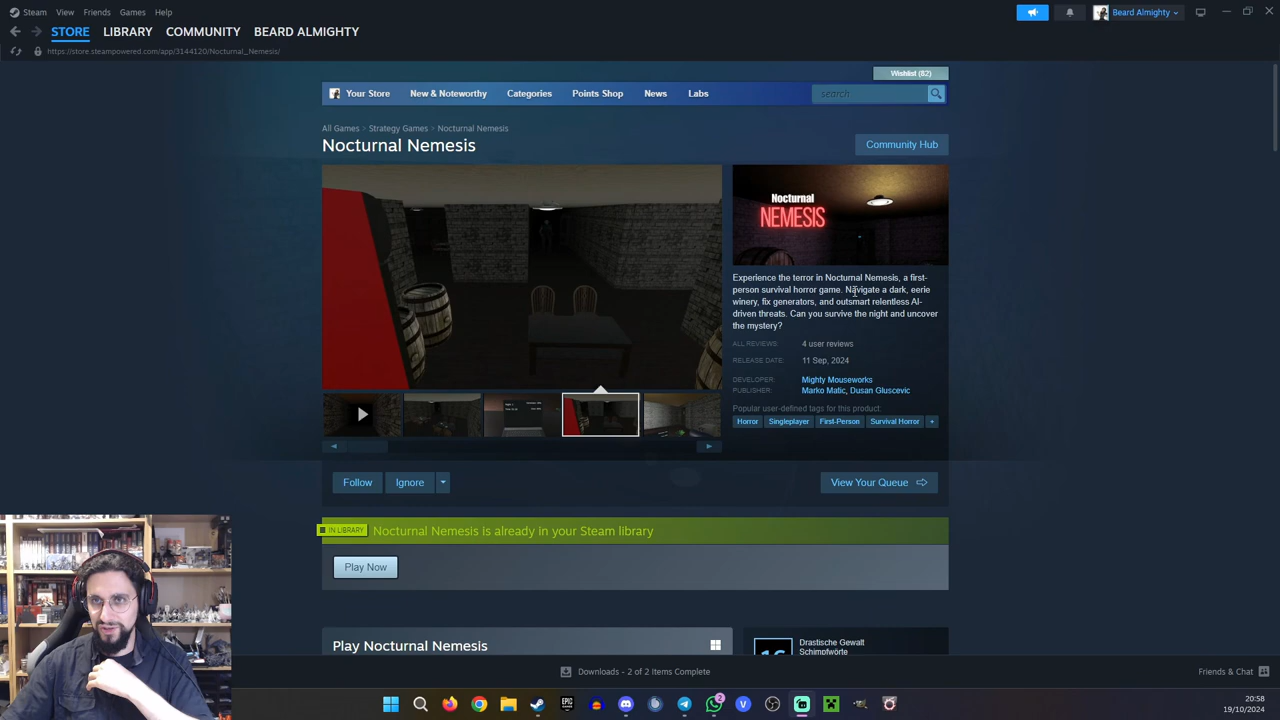 Steam View Friends Games Help
Beard Almighty
STORE LIBRARY COMMUNITY BEARD ALMIGHTY
https://store.steampowered.com/app/3144120/Nocturnal_Nemesis/
Wishlist (82)
Your Store New & Noteworthy Categories Points Shop News Labs search
All Games > Strategy Games > Nocturnal Nemesis
Nocturnal Nemesis
Community Hub
Nocturnal
NEMESIS
Experience the terror in Nocturnal Nemesis, a first-
person survival horror game. Navigate a dark, eerie
winery, fix generators, and outsmart relentless AI-
driven threats. Can you survive the night and uncover
the mystery?
ALL REVIEWS: 4 user reviews
RELEASE DATE: 11 Sep, 2024
DEVELOPER: Mighty Mouseworks
PUBLISHER: Marko Matic, Dusan Gluscevic
Popular user-defined tags for this product:
Horror Singleplayer First-Person Survival Horror +
Follow Ignore View Your Queue
IN LIBRARY Nocturnal Nemesis is already in your Steam library
Play Now
Play Nocturnal Nemesis
16
Drastische Gewalt
Schimpfwörte
Downloads - 2 of 2 Items Complete
Friends & Chat
EPIC
GAMES
2
V
20:58
19/10/2024